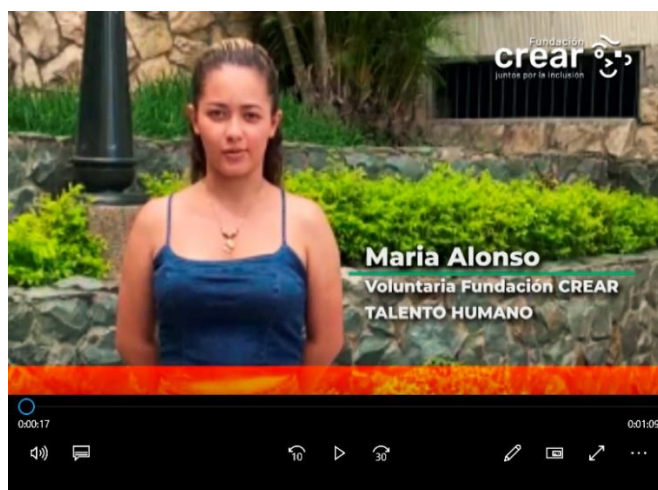 Fundación
crear
juntos por la inclusión
Maria Alonso
Voluntaria Fundación CREAR
TALENTO HUMANO
0:00:17
0:01:09
10
30